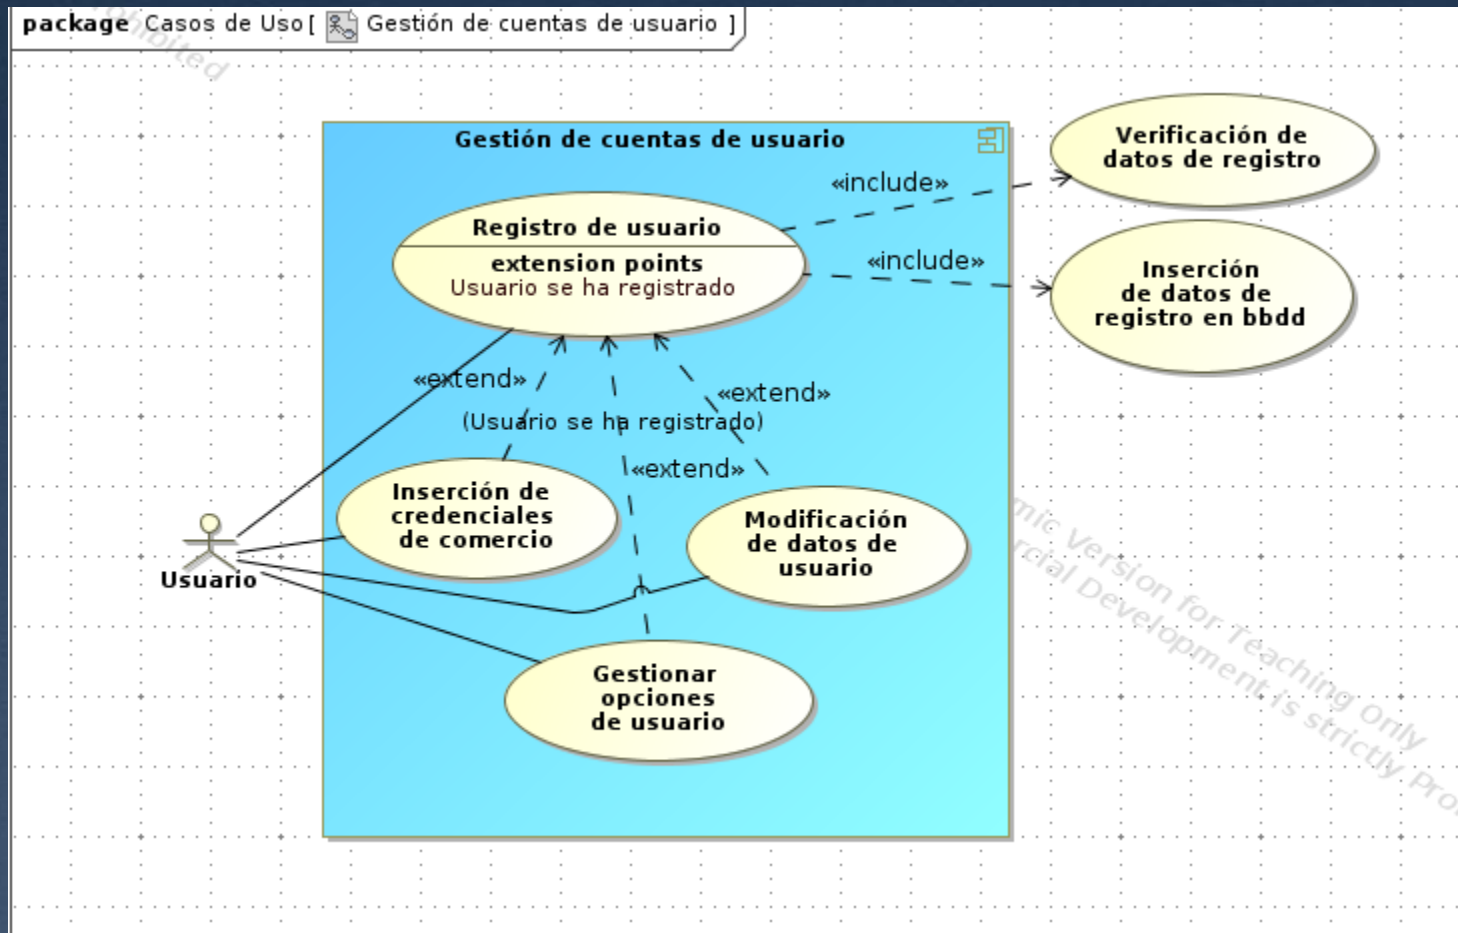 package Casos de Uso [ Gestión de cuentas de usuario ]
hibited
Gestión de cuentas de usuario
Verificación de
datos de registro
«include»
Registro de usuario
extension points
Usuario se ha registrado
«include»
Inserción
de datos de
registro en bbdd
«extend»
«extend»
(Usuario se ha registrado)
«extend»
Inserción de
credenciales
de comercio
Modificación
de datos de
usuario
Usuario
Gestionar
opciones
de usuario
mic Version for Teaching Only
rcial Development is strictly Pro